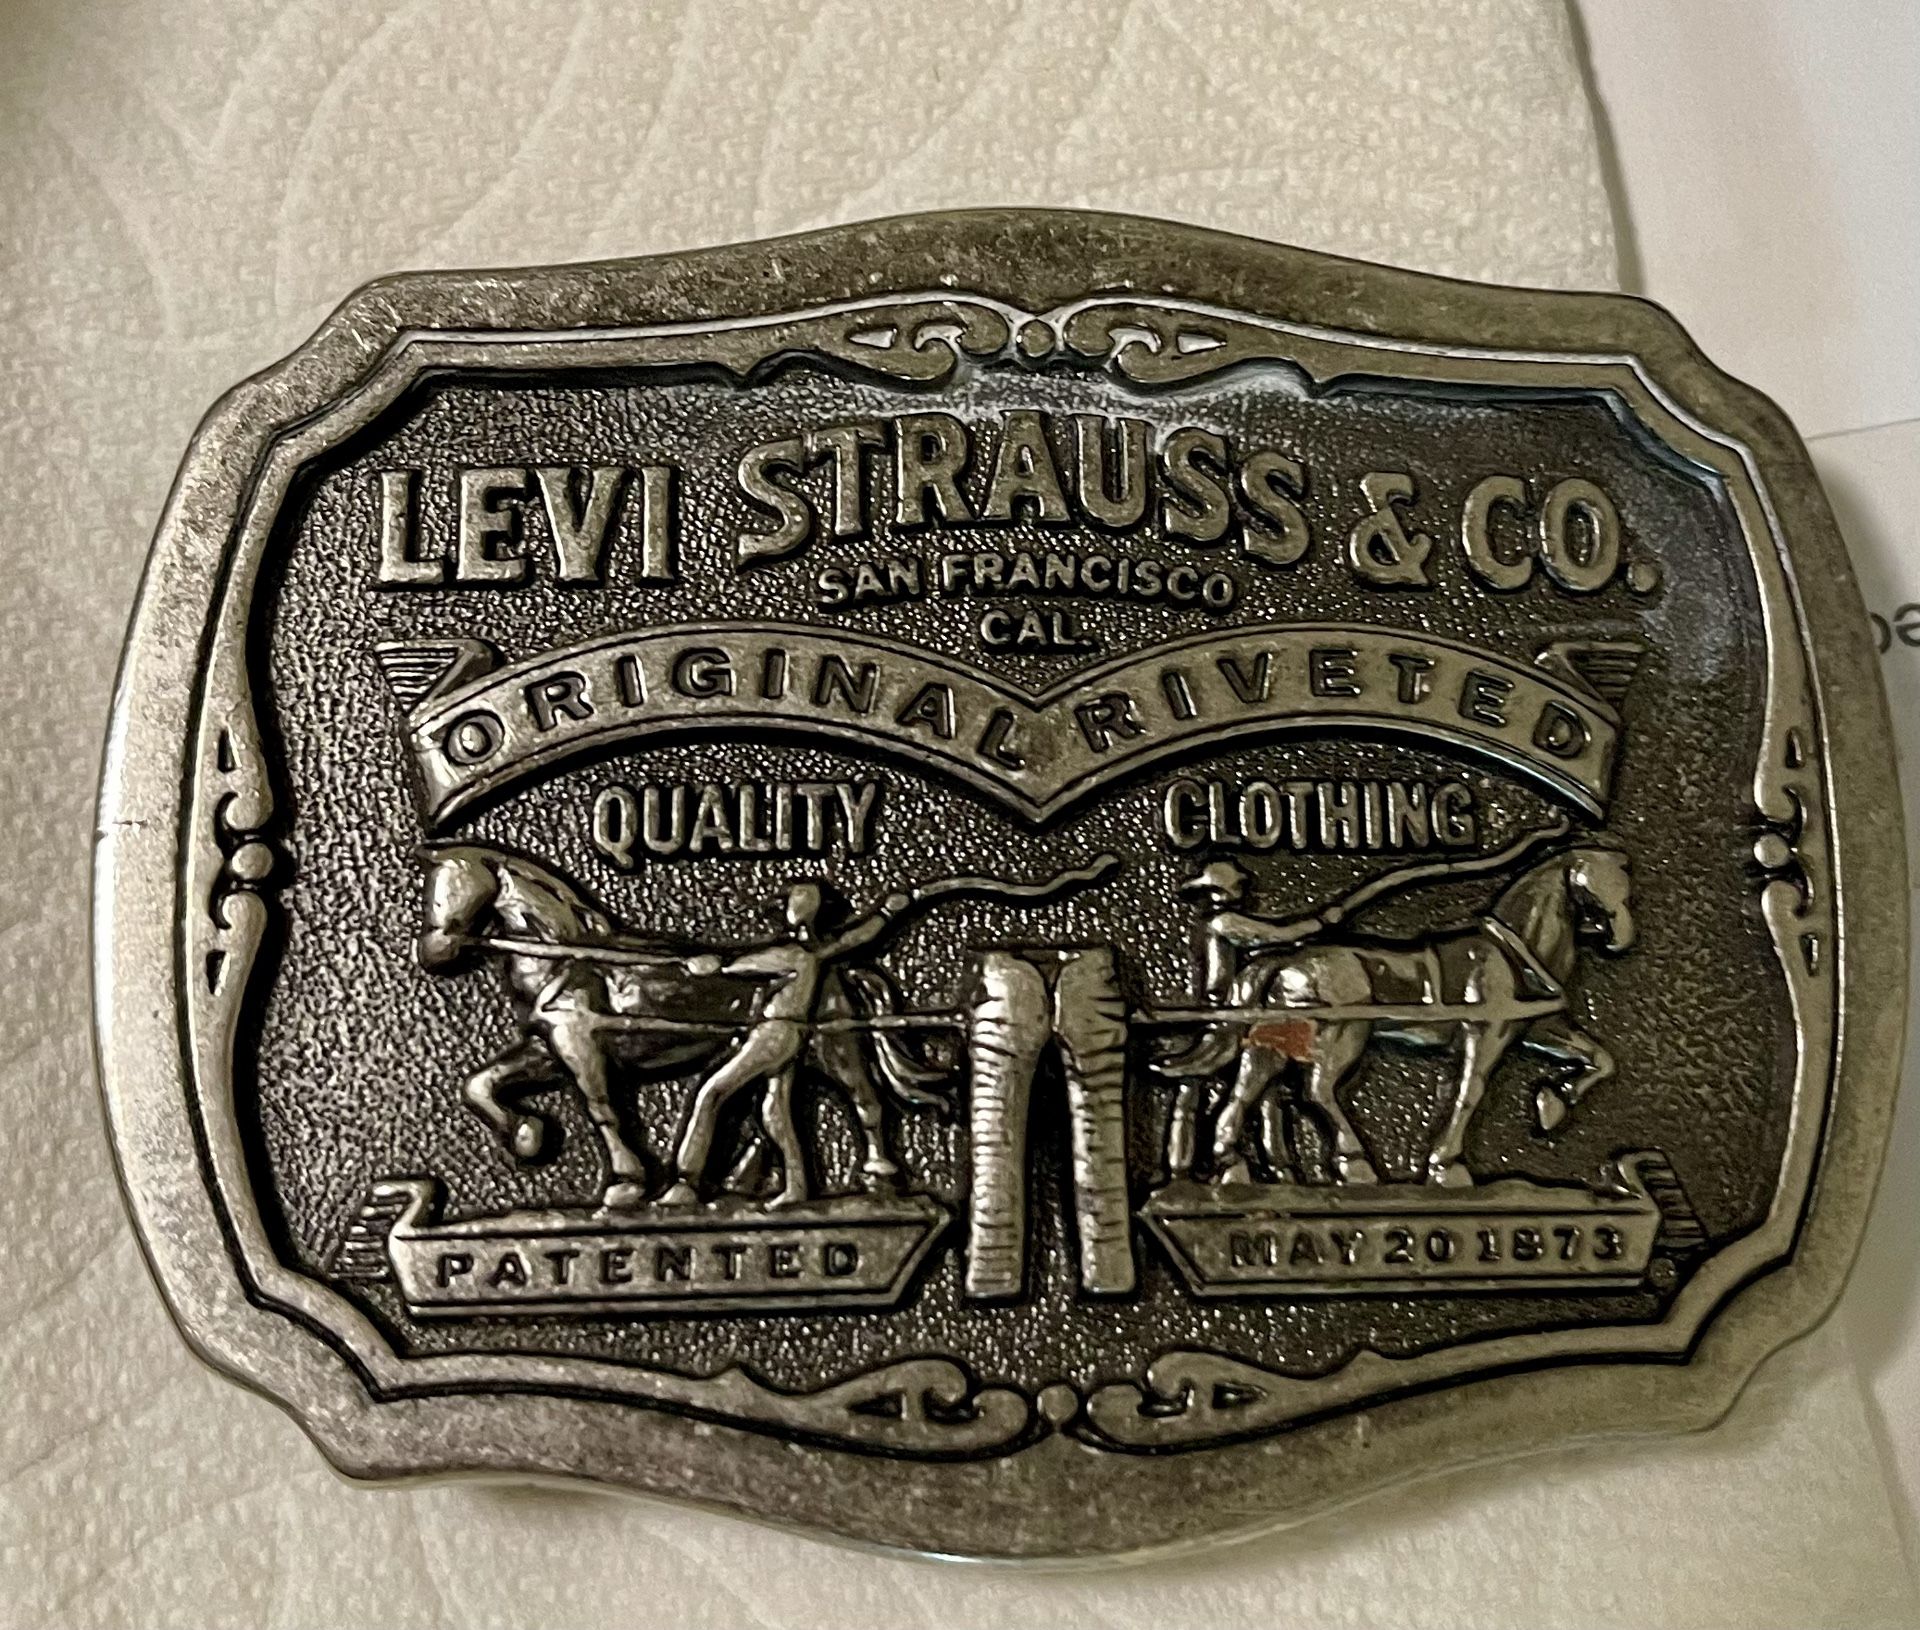 LEVI STRAUSS & CO.
SAN FRANCISCO
CAL.
ORIGINAL RIVETED
QUALITY CLOTHING
PATENTED MAY 20 1873